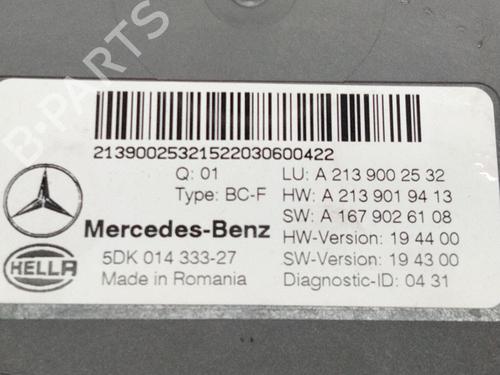 B-PARTS
21390025321522030600422
Q: 01 LU: A 213 900 25 32
Type: BC-F HW: A 213 901 94 13
SW: A 167 902 61 08
Mercedes-Benz HW-Version: 19 44 00
HELLA 5DK 014 333-27 SW-Version: 19 43 00
Made in Romania Diagnostic-ID: 04 31